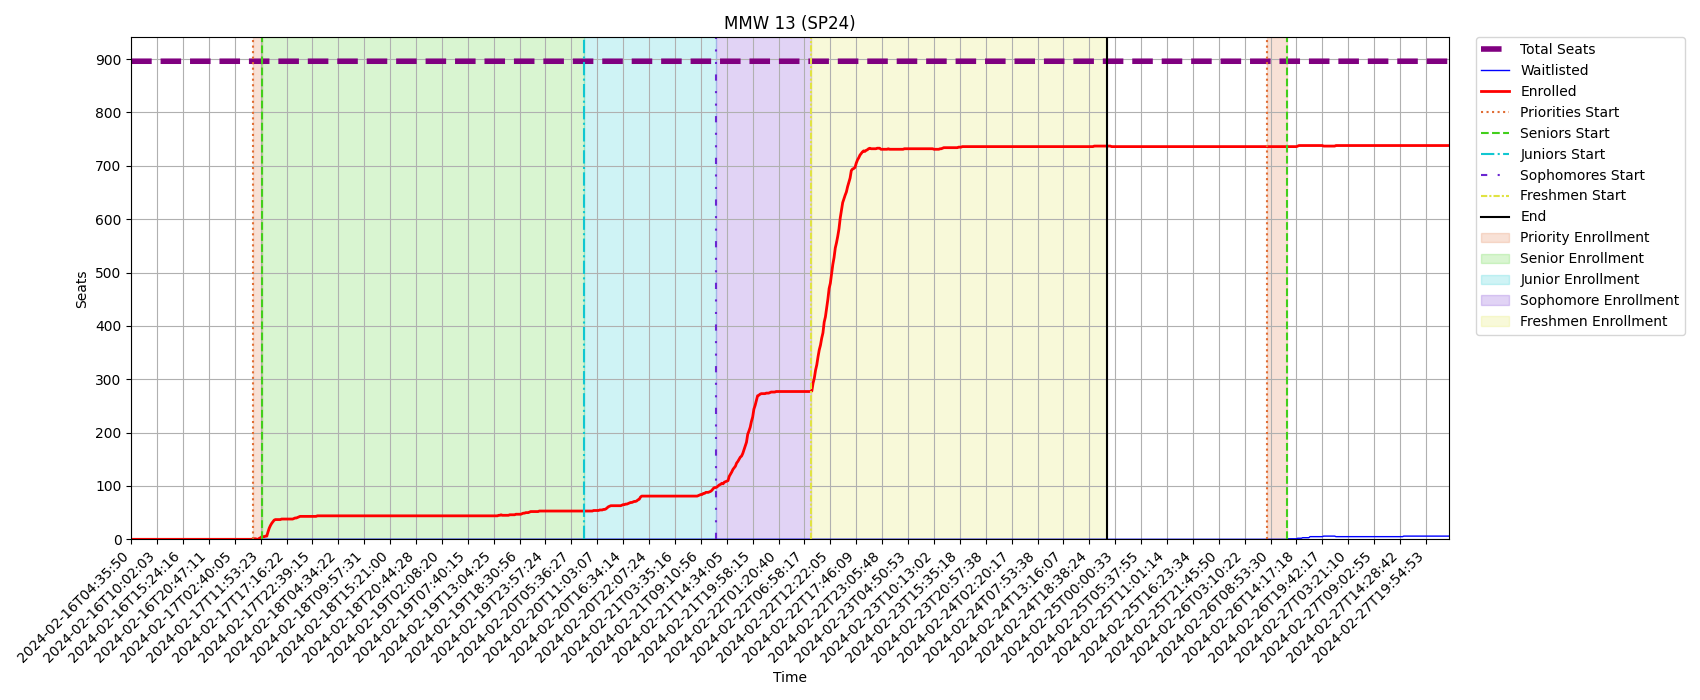 MMW 13 (SP24)
Seats
900
800
700
600
500
400
300
200
100
0
2024-02-16T04:35:50
2024-02-16T10:02:03
2024-02-16T15:24:16
2024-02-16T20:47:11
2024-02-17T02:40:05
2024-02-17T11:53:23
2024-02-17T17:16:22
2024-02-17T22:39:15
2024-02-18T04:34:22
2024-02-18T09:57:31
2024-02-18T15:21:00
2024-02-18T20:44:28
2024-02-19T02:08:20
2024-02-19T07:40:15
2024-02-19T13:04:25
2024-02-19T18:30:56
2024-02-19T23:57:24
2024-02-20T05:36:27
2024-02-20T11:03:07
2024-02-20T16:34:14
2024-02-20T22:07:24
2024-02-21T03:35:16
2024-02-21T09:10:56
2024-02-21T14:34:05
2024-02-21T19:58:15
2024-02-22T01:20:40
2024-02-22T06:58:17
2024-02-22T12:22:05
2024-02-22T17:46:09
2024-02-22T23:05:48
2024-02-23T04:50:53
2024-02-23T10:13:02
2024-02-23T15:35:18
2024-02-23T20:57:38
2024-02-24T02:20:17
2024-02-24T07:53:38
2024-02-24T13:16:07
2024-02-24T18:38:24
2024-02-25T00:00:33
2024-02-25T05:37:55
2024-02-25T11:01:14
2024-02-25T16:23:34
2024-02-25T21:45:50
2024-02-26T03:10:22
2024-02-26T08:53:30
2024-02-26T14:17:18
2024-02-26T19:42:17
2024-02-27T03:21:10
2024-02-27T09:02:55
2024-02-27T14:28:42
2024-02-27T19:54:53
Time
Total Seats
Waitlisted
Enrolled
Priorities Start
Seniors Start
Juniors Start
Sophomores Start
Freshmen Start
End
Priority Enrollment
Senior Enrollment
Junior Enrollment
Sophomore Enrollment
Freshmen Enrollment